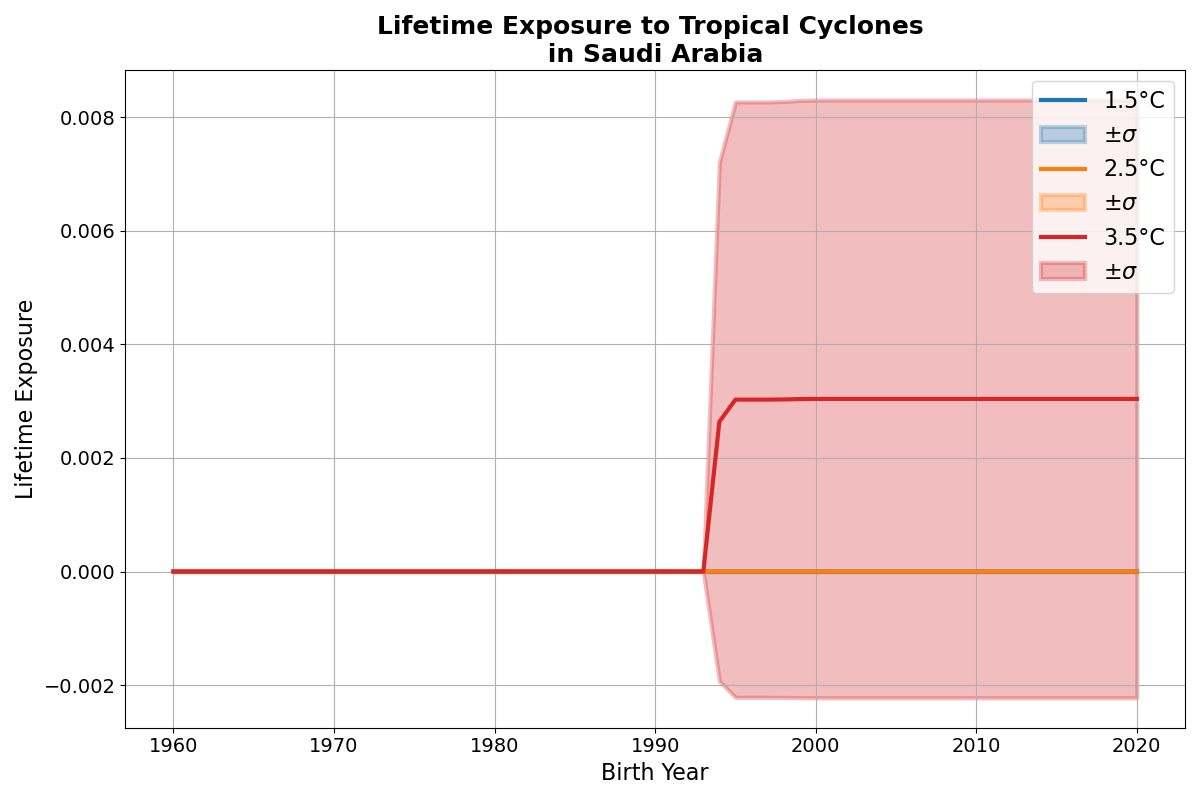 Lifetime Exposure to Tropical Cyclones
in Saudi Arabia
1.5°C
±σ
2.5°C
±σ
3.5°C
±σ
Lifetime Exposure
0.008
0.006
0.004
0.002
0.000
−0.002
1960
1970
1980
1990
2000
2010
2020
Birth Year